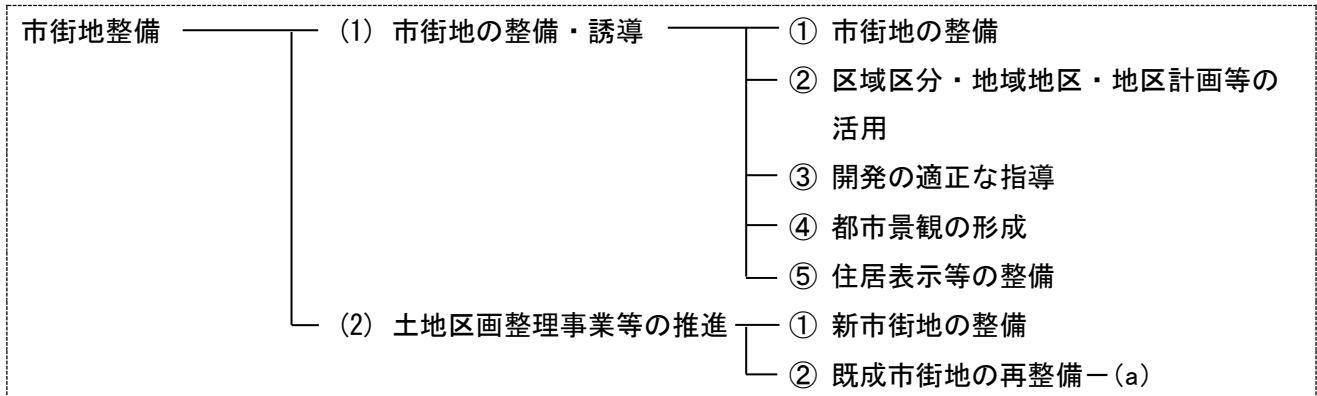 市街地整備 (1) 市街地の整備・誘導 ① 市街地の整備
② 区域区分・地域地区・地区計画等の
活用
③ 開発の適正な指導
④ 都市景観の形成
⑤ 住居表示等の整備
(2) 土地区画整理事業等の推進 ① 新市街地の整備
② 既成市街地の再整備－(a)